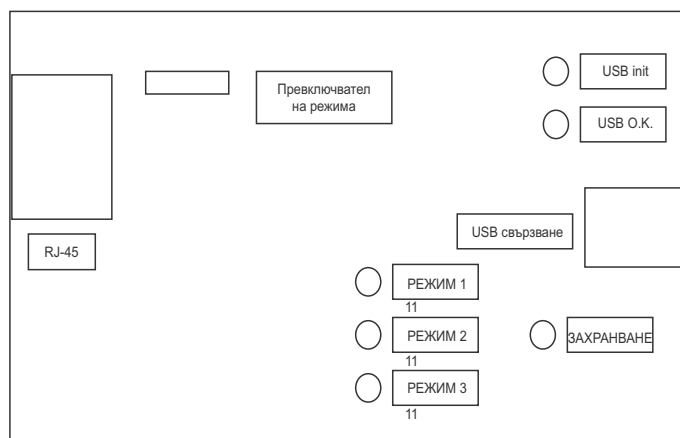 USB init
Превключвател
на режима
USB O.K.
USB свързване
RJ-45
РЕЖИМ 1
11
РЕЖИМ 2
ЗАХРАНВАНЕ
11
РЕЖИМ 3
11